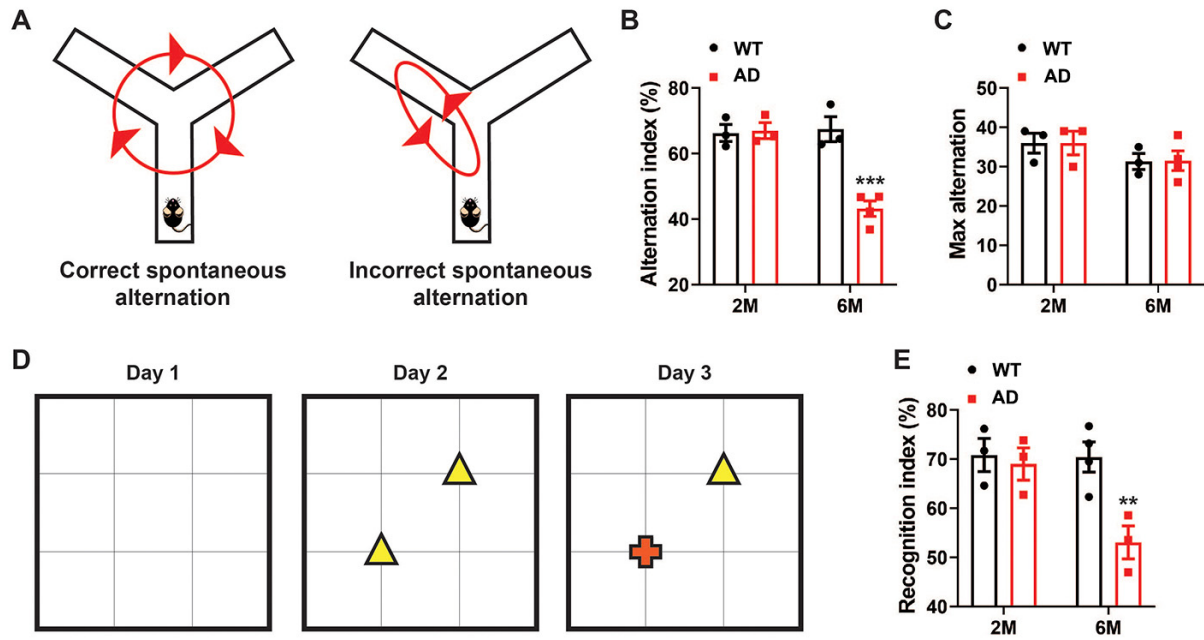 A
Correct spontaneous
alternation
Incorrect spontaneous
alternation
B
WT
AD
Alternation index (%)
80
60
40
20
***
2M
6M
C
WT
AD
Max alternation
50
40
30
20
10
0
2M
6M
D
Day 1
Day 2
Day 3
E
WT
AD
Recognition index (%)
80
70
60
50
40
**
2M
6M